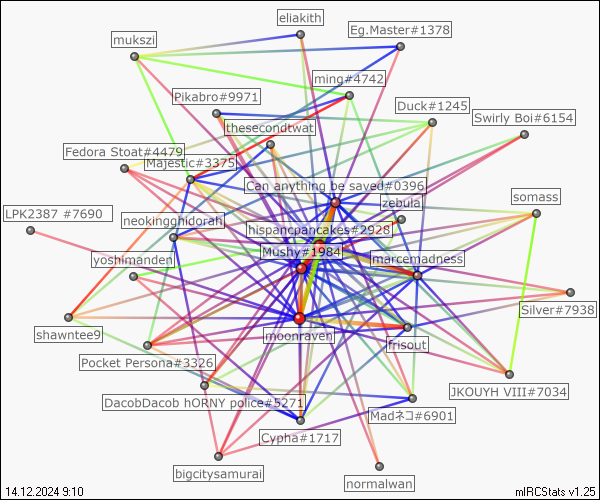 eliakith
Eg.Master#1378
mukszi
ming#4742
Pikabro#9971
Duck#1245
Swirly Boi#6154
thesecondtwat
Fedora Stoat#4479
Majestic#3375
Can anything be saved#0396
somass
zebula
LPK2387 #7690
neokingghidorah
hispancpancakes#2928
Mushy#1984
marcemadness
yoshimanden
Silver#7938
shawntee9
moonraven
frisout
Pocket Persona#3326
JKOUYH VIII#7034
DacobDacob hORNY police#5271
Madネコ#6901
Cypha#1717
bigcitysamurai
normalwan
14.12.2024 9:10
mIRCStats v1.25